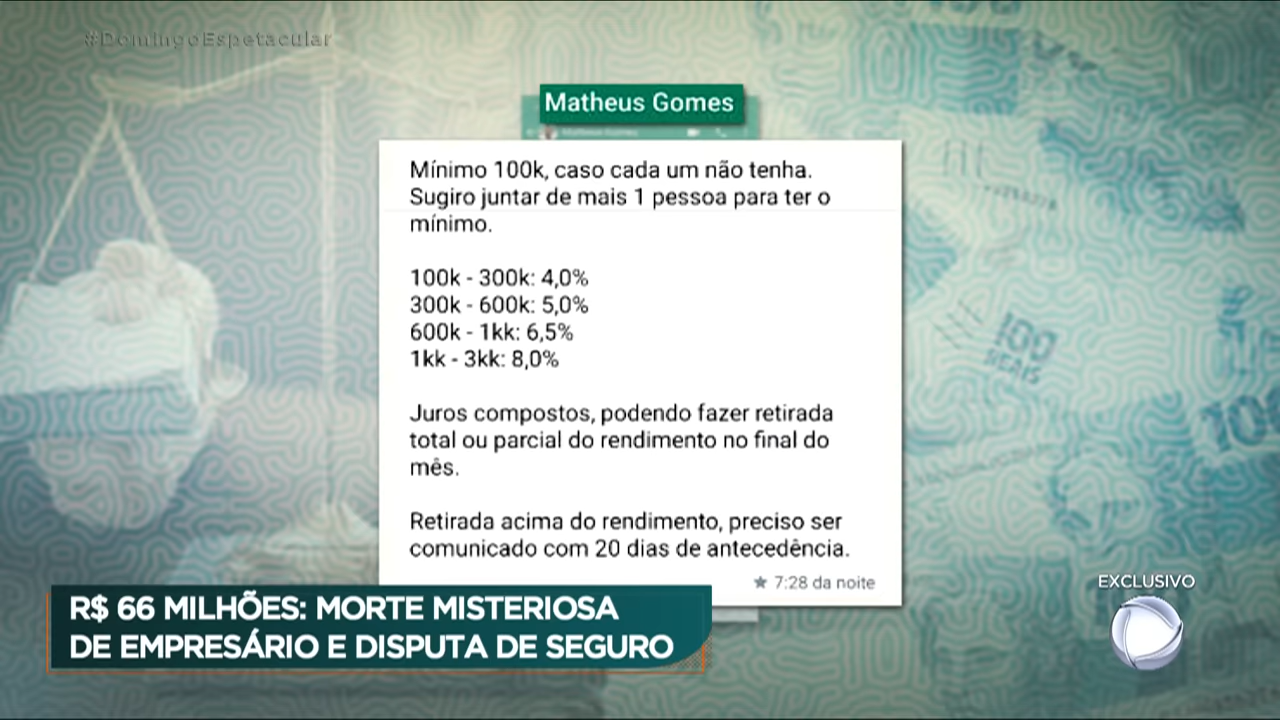 #DomingoEspetacular
Matheus Gomes
Mínimo 100k, caso cada um não tenha.
Sugiro juntar de mais 1 pessoa para ter o
mínimo.
100k - 300k: 4,0%
300k - 600k: 5,0%
600k - 1kk: 6,5%
1kk - 3kk: 8,0%
Juros compostos, podendo fazer retirada
total ou parcial do rendimento no final do
mês.
Retirada acima do rendimento, preciso ser
comunicado com 20 dias de antecedência.
★ 7:28 da noite
100
REAIS
100
EXCLUSIVO
R$ 66 MILHÕES: MORTE MISTERIOSA
DE EMPRESÁRIO E DISPUTA DE SEGURO